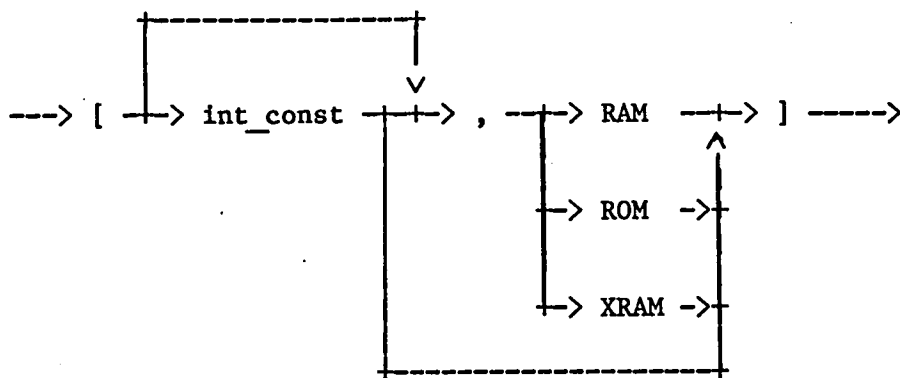 [ int_const , RAM ]
ROM
XRAM